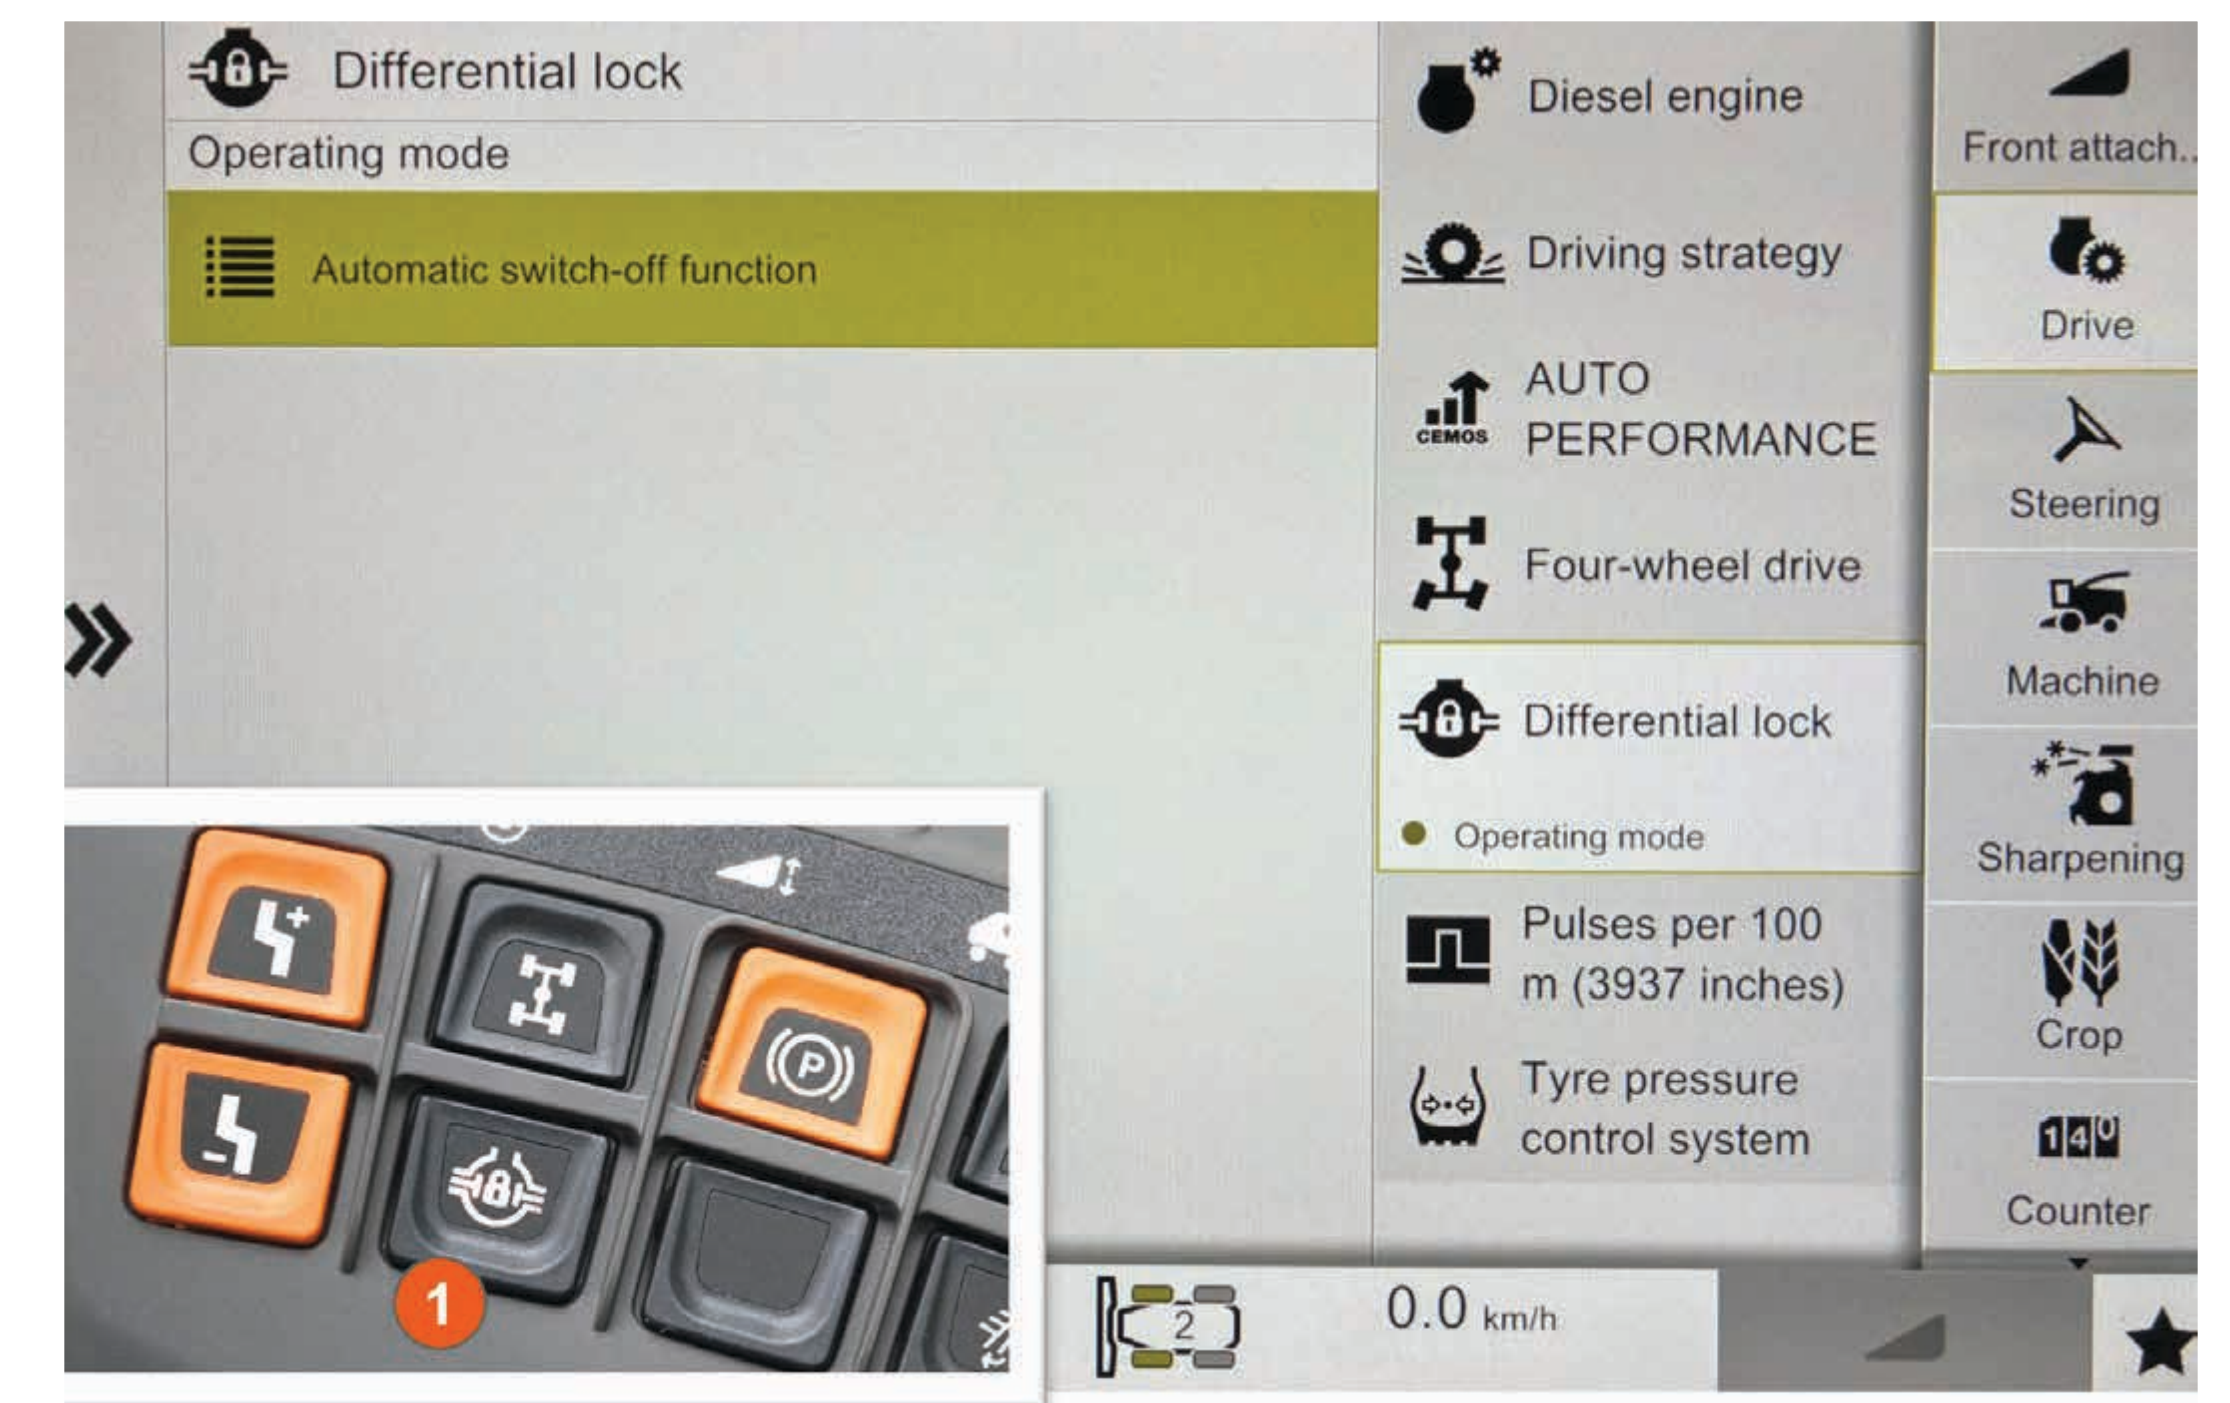 Differential lock
Operating mode
Automatic switch-off function
Diesel engine
Driving strategy
CEMOS
AUTO
PERFORMANCE
Four-wheel drive
Differential lock
Operating mode
Pulses per 100
m (3937 inches)
Tyre pressure
control system
Front attach..
Drive
Steering
Machine
Sharpening
Crop
140
Counter
P
1
2
0.0 km/h